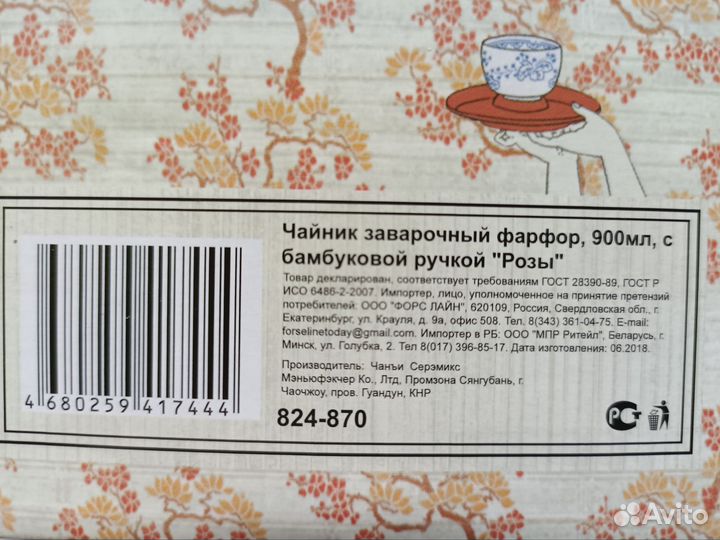 Чайник заварочный фарфор, 900мл, с
бамбуковой ручкой "Розы"
Товар декларирован, соответствует требованиям ГОСТ 28390-89, ГОСТ Р
ИСО 6486-2-2007. Импортер, лицо, уполномоченное на принятие претензий
потребителей: ООО "ФОРС ЛАЙН", 620109, Россия, Свердловская обл., г.
Екатеринбург, ул. Крауля, д. 9а, офис 508. Тел. 8(343) 361-04-75. E-mail:
forselinetoday@gmail.com. Импортер в РБ: ООО "МПР Ритейл", Беларусь, г.
Минск, ул. Голубка, 2. Тел 8(017) 396-85-17. Дата изготовления: 06.2018.
Производитель: Чанъи Серэмикс
Мэньюфэкчер Ко., Лтд, Промзона Сянгубань, г.
Чаочжоу, пров. Гуандун, КНР
4 680259 417444
824-870
РСТ
Avito